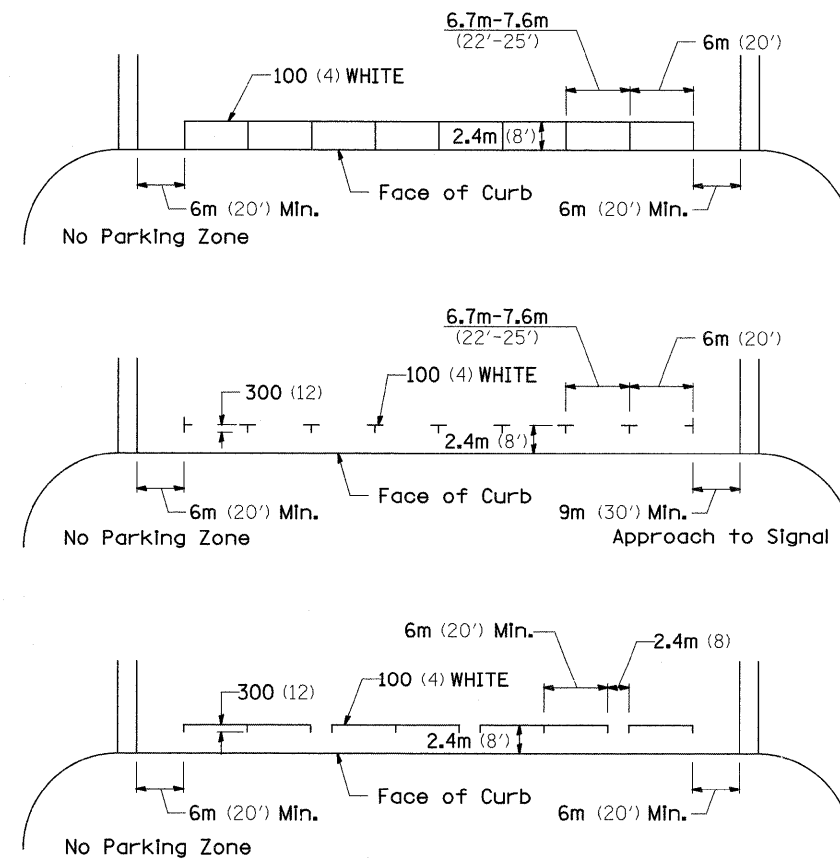 6.7m-7.6m
(22'-25')
6m (20')
100 (4) WHITE
2.4m (8')
Face of Curb
6m (20') Min.
6m (20') Min.
No Parking Zone
6.7m-7.6m
(22'-25')
6m (20')
300 (12)
100 (4) WHITE
2.4m (8')
Face of Curb
6m (20') Min.
9m (30') Min.
No Parking Zone
Approach to Signal
6m (20') Min.
2.4m (8)
300 (12)
100 (4) WHITE
2.4m (8')
Face of Curb
6m (20') Min.
6m (20') Min.
No Parking Zone